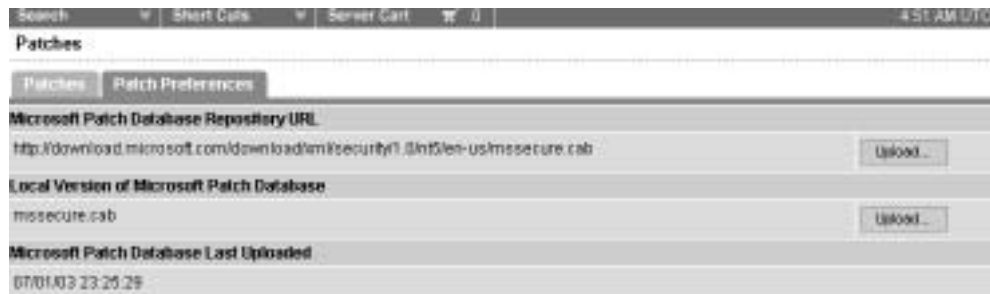 Search Short Cuts Server Cart 0 4:51 AM UTC
Patches
Patches Patch Preferences
Microsoft Patch Database Repository URL
http://download.microsoft.com/download/xml/security/1.0/nt5/en-us/mssecure.cab Upload...
Local Version of Microsoft Patch Database
mssecure.cab Upload...
Microsoft Patch Database Last Uploaded
07/01/03 23:25:29